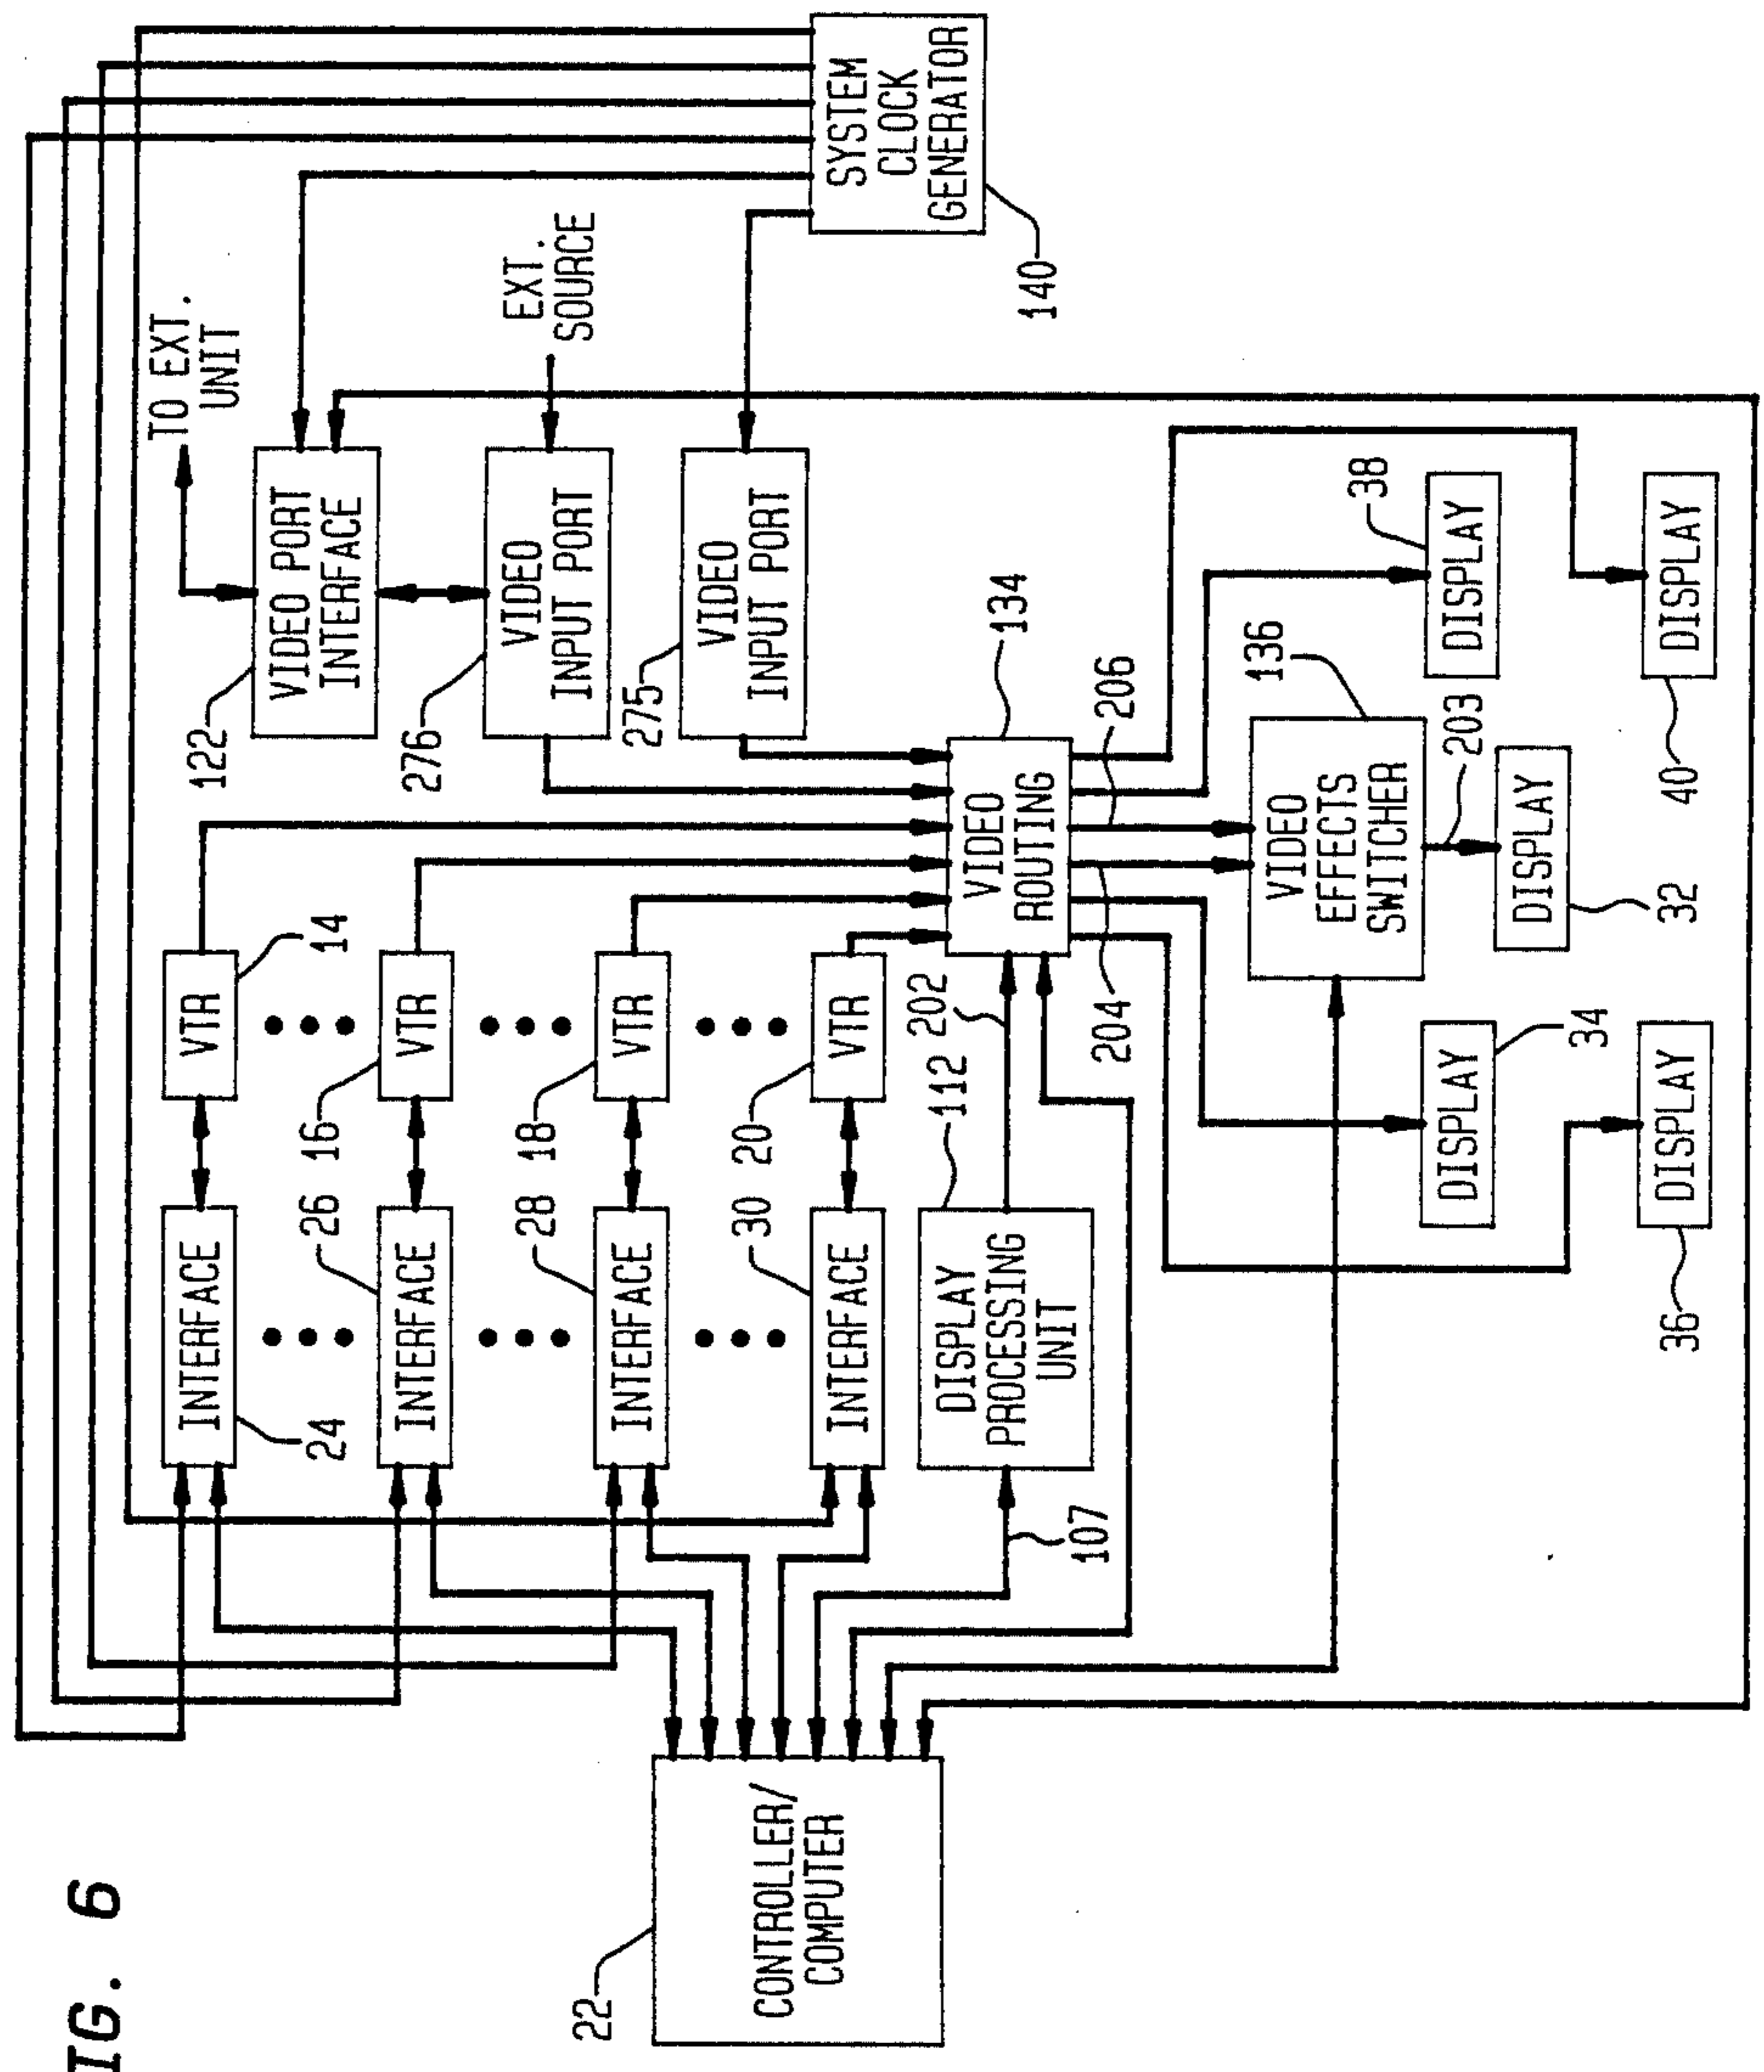 IG. 6
22
CONTROLLER/
COMPUTER
INTERFACE
24
VTR
14
26
INTERFACE
16
VTR
28
INTERFACE
18
VTR
30
INTERFACE
20
VTR
112
DISPLAY
PROCESSING
UNIT
107
202
TO EXT.
UNIT
122
VIDEO PORT
INTERFACE
276
VIDEO
INPUT PORT
EXT.
SOURCE
275
VIDEO
INPUT PORT
SYSTEM
CLOCK
GENERATOR
140
134
VIDEO
ROUTING
204
206
136
VIDEO
EFFECTS
SWITCHER
203
DISPLAY
32
DISPLAY
34
DISPLAY
36
38
DISPLAY
DISPLAY
40